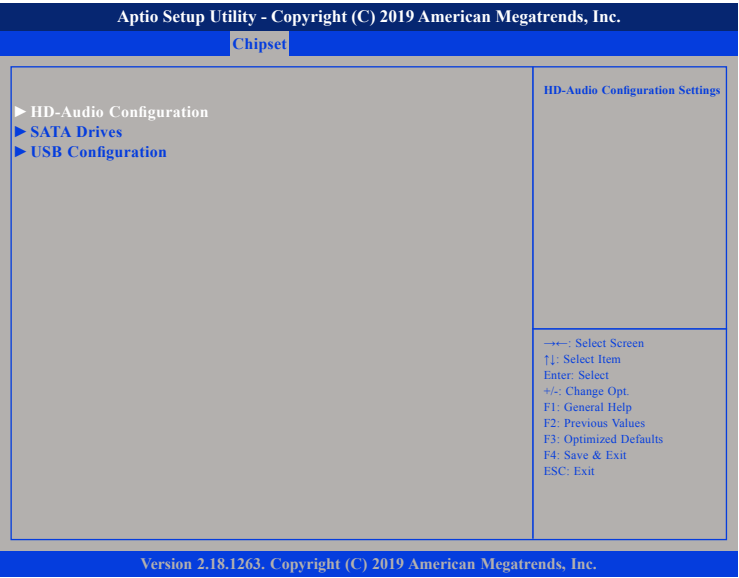 Aptio Setup Utility - Copyright (C) 2019 American Megatrends, Inc.
Chipset
►HD-Audio Configuration
►SATA Drives
►USB Configuration
HD-Audio Configuration Settings
→←: Select Screen
↑↓: Select Item
Enter: Select
+/-: Change Opt.
F1: General Help
F2: Previous Values
F3: Optimized Defaults
F4: Save & Exit
ESC: Exit
Version 2.18.1263. Copyright (C) 2019 American Megatrends, Inc.